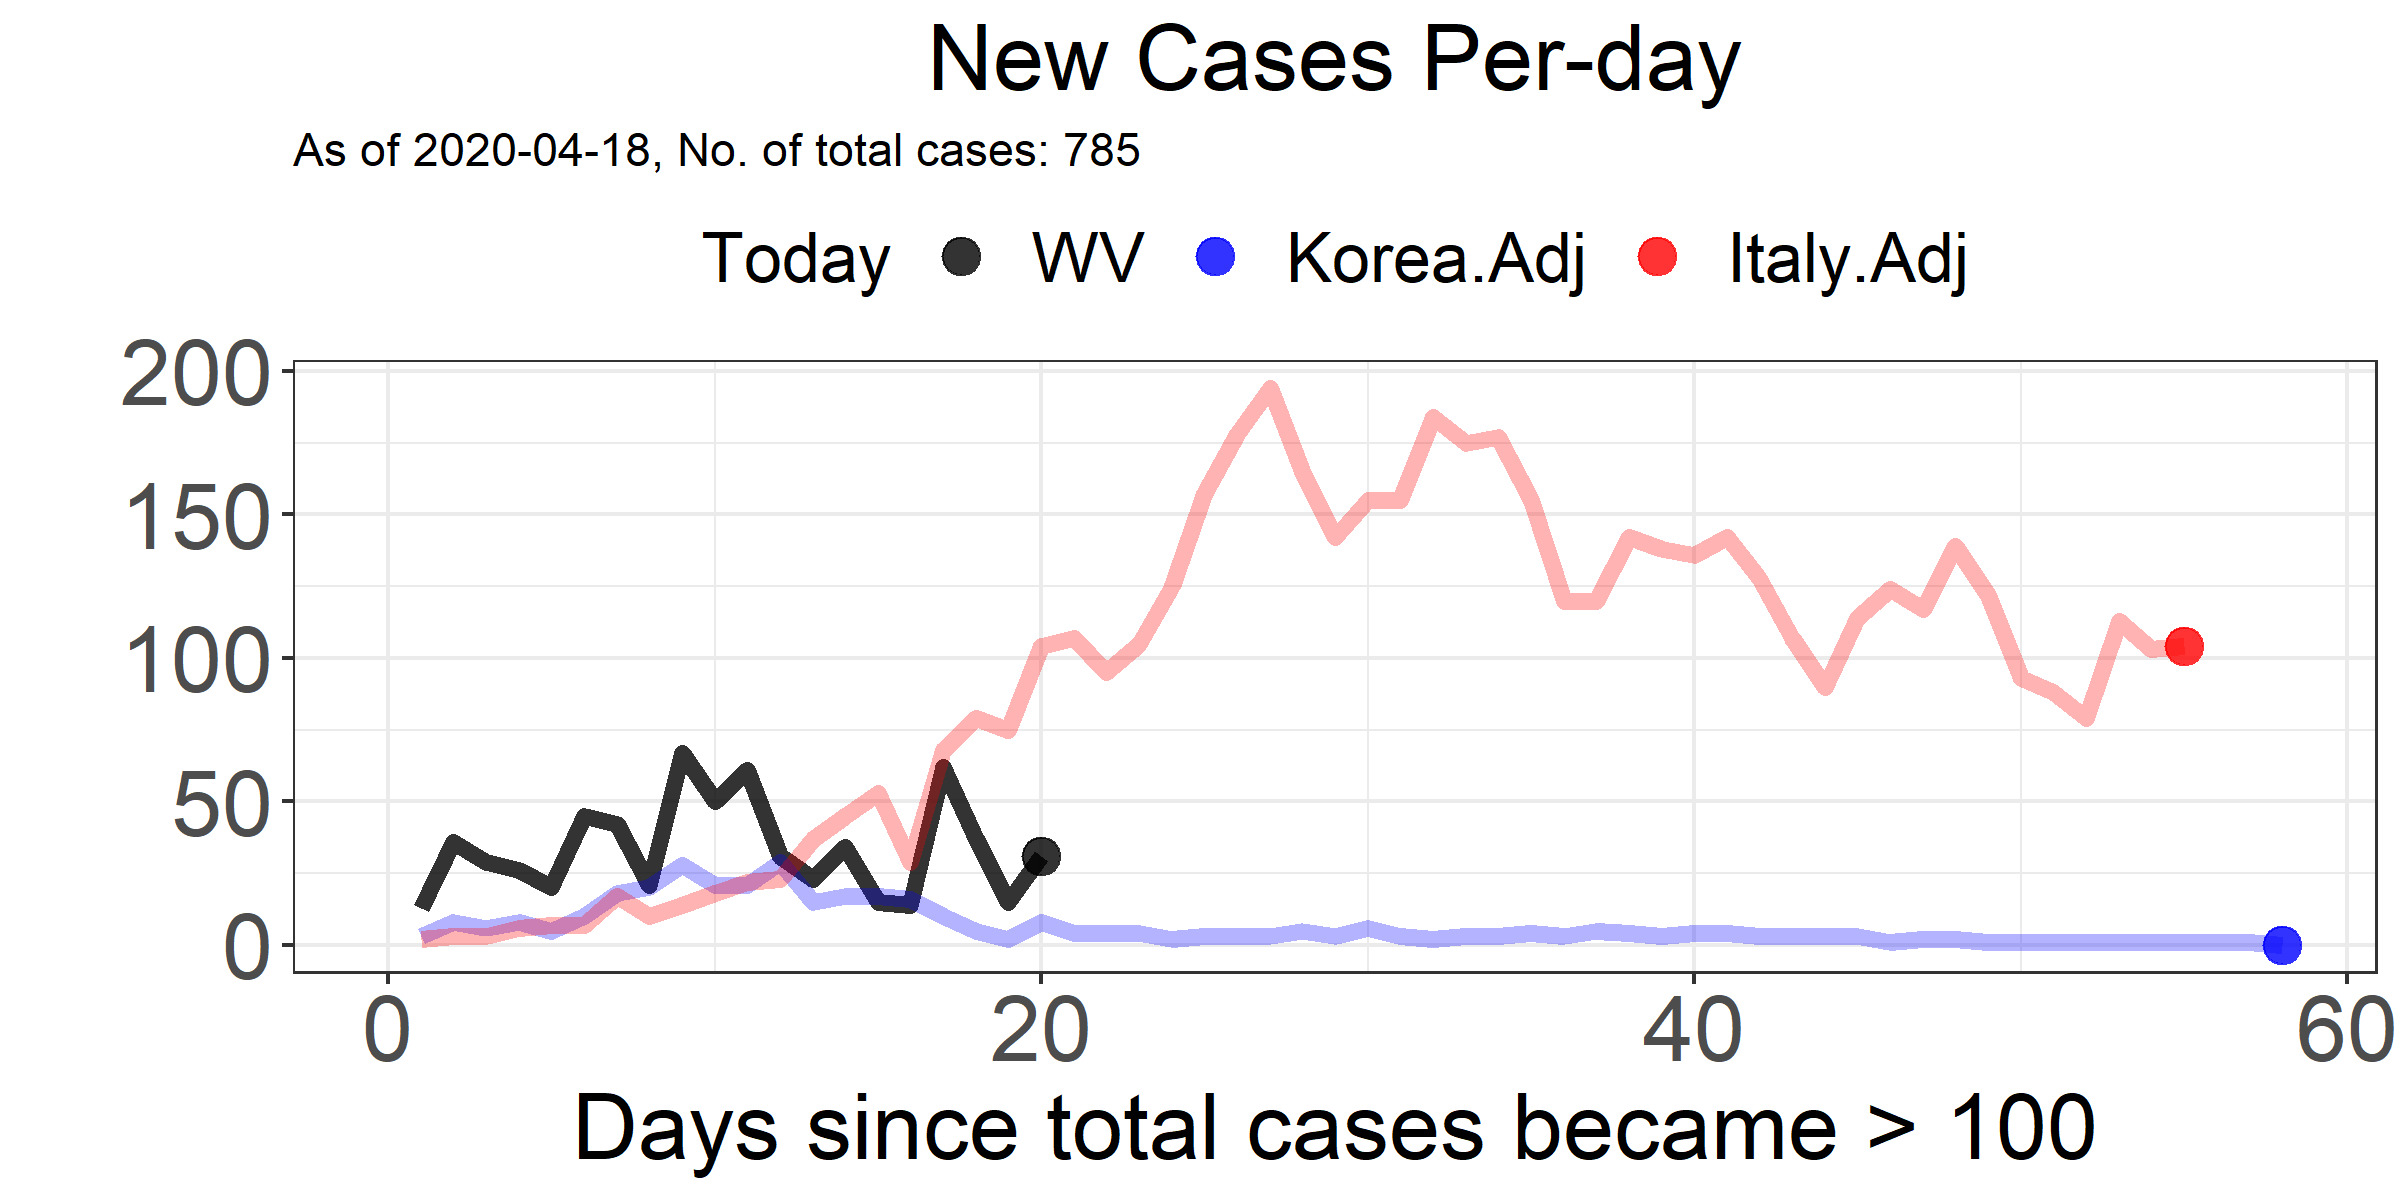 New Cases Per-day
As of 2020-04-18, No. of total cases: 785
Today WV Korea.Adj Italy.Adj
200
150
100
50
0
0 20 40 60
Days since total cases became > 100